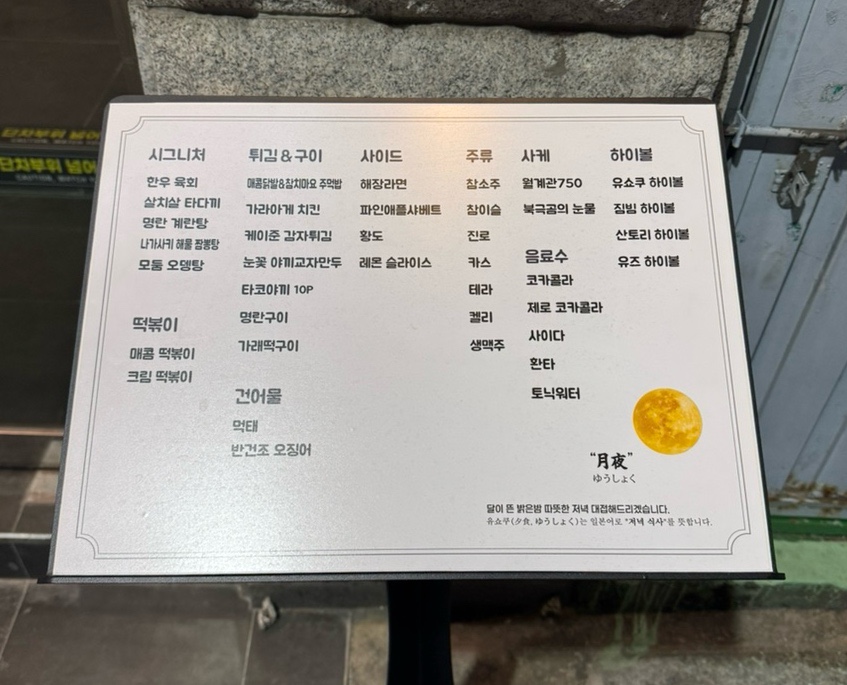 단차부위 넘어
단차부위 넘어
시그니처
한우 육회
살치살 타다끼
명란 계란탕
나가사키 해물 짬뽕탕
모둠 오뎅탕
떡볶이
매콤 떡볶이
크림 떡볶이
튀김 & 구이
매콤닭발&참치마요 주먹밥
가라아게 치킨
케이준 감자튀김
눈꽃 야끼교자만두
타코야끼 10P
명란구이
가래떡구이
건어물
먹태
반건조 오징어
사이드
해장라면
파인애플샤베트
황도
레몬 슬라이스
주류
참소주
참이슬
진로
카스
테라
켈리
생맥주
사케
월계관750
북극곰의 눈물
음료수
코카콜라
제로 코카콜라
사이다
환타
토닉워터
하이볼
유쇼쿠 하이볼
짐빔 하이볼
산토리 하이볼
유즈 하이볼
“月夜”
ゆうしょく
달이 뜬 밝은밤 따뜻한 저녁 대접해드리겠습니다.
유쇼쿠(夕食, ゆうしょく)는 일본어로 "저녁 식사"를 뜻합니다.